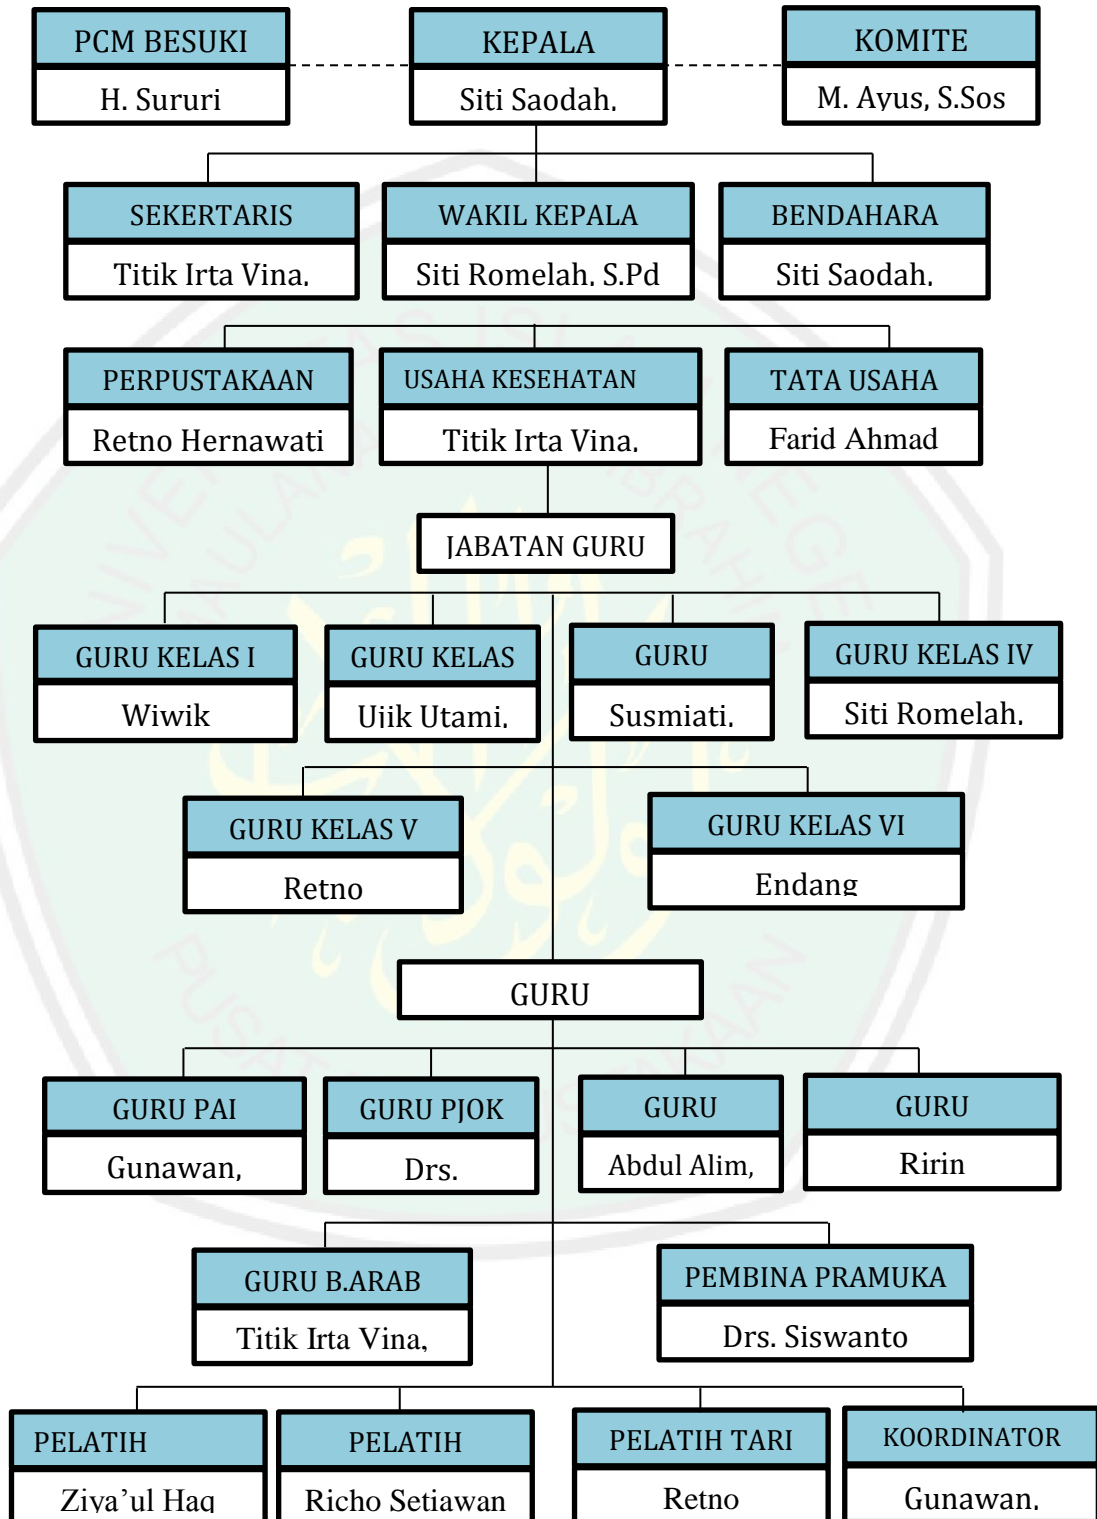 PCM BESUKI
H. Sururi
KEPALA
Siti Saodah,
KOMITE
M. Ayus, S.Sos
SEKERTARIS
Titik Irta Vina,
WAKIL KEPALA
Siti Romelah, S.Pd
BENDAHARA
Siti Saodah,
PERPUSTAKAAN
Retno Hernawati
USAHA KESEHATAN
Titik Irta Vina,
TATA USAHA
Farid Ahmad
JABATAN GURU
GURU KELAS I
Wiwik
GURU KELAS
Ujik Utami,
GURU
Susmiati,
GURU KELAS IV
Siti Romelah,
GURU KELAS V
Retno
GURU KELAS VI
Endang
GURU
GURU PAI
Gunawan,
GURU PJOK
Drs.
GURU
Abdul Alim,
GURU
Ririn
GURU B.ARAB
Titik Irta Vina,
PEMBINA PRAMUKA
Drs. Siswanto
PELATIH
Ziya’ul Haq
PELATIH
Richo Setiawan
PELATIH TARI
Retno
KOORDINATOR
Gunawan,